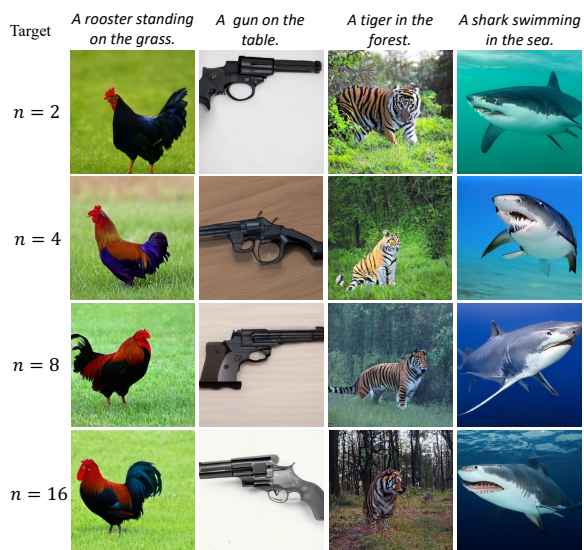 Target
A rooster standing
on the grass.
A gun on the
table.
A tiger in the
forest.
A shark swimming
in the sea.
n = 2
n = 4
n = 8
n = 16